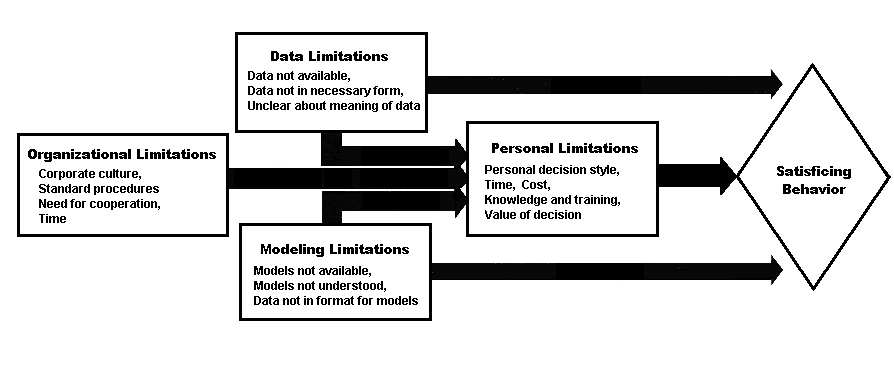 Data Limitations
Data not available,
Data not in necessary form,
Unclear about meaning of data
Organizational Limitations
Corporate culture,
Standard procedures
Need for cooperation,
Time
Personal Limitations
Personal decision style,
Time, Cost,
Knowledge and training,
Value of decision
Modeling Limitations
Models not available,
Models not understood,
Data not in format for models
Satisficing
Behavior